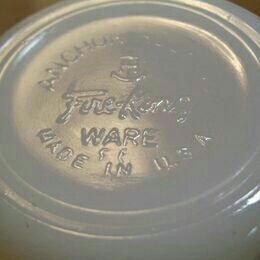 ANCHOR
Fire-King
WARE
MADE IN U.S.A